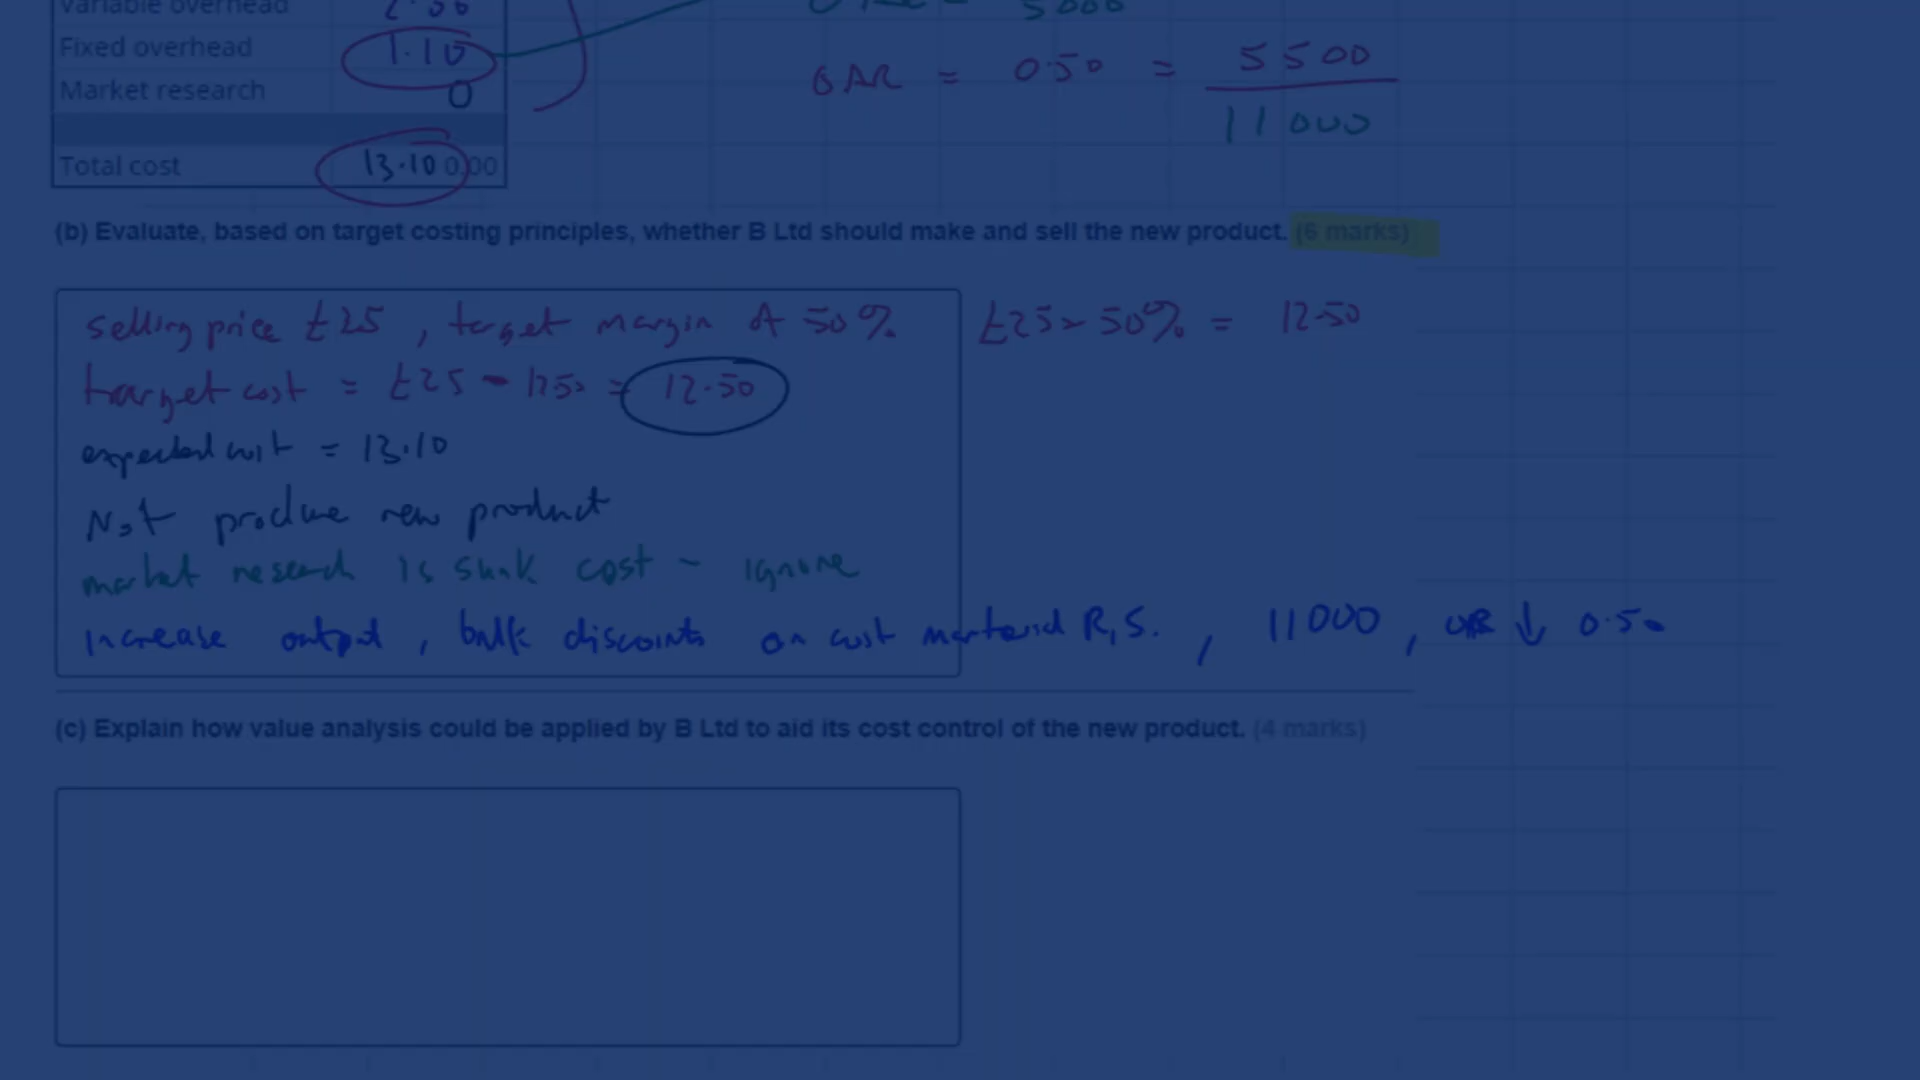 Variable overhead
Fixed overhead 1.10
Market research 0
Total cost 13.10 0.00
5000
OAR = 0.50 = 5500
11000
(b) Evaluate, based on target costing principles, whether B Ltd should make and sell the new product. (6 marks)
selling price £25, target margin of 50% £25 × 50% = 12.50
target cost = £25 - 12.50 = 12.50
expected cost = 13.10
Not produce new product
market research is sunk cost - ignore
Increase output, bulk discounts on cost material R, S. , 11000, ↓ 0.50
(c) Explain how value analysis could be applied by B Ltd to aid its cost control of the new product. (4 marks)